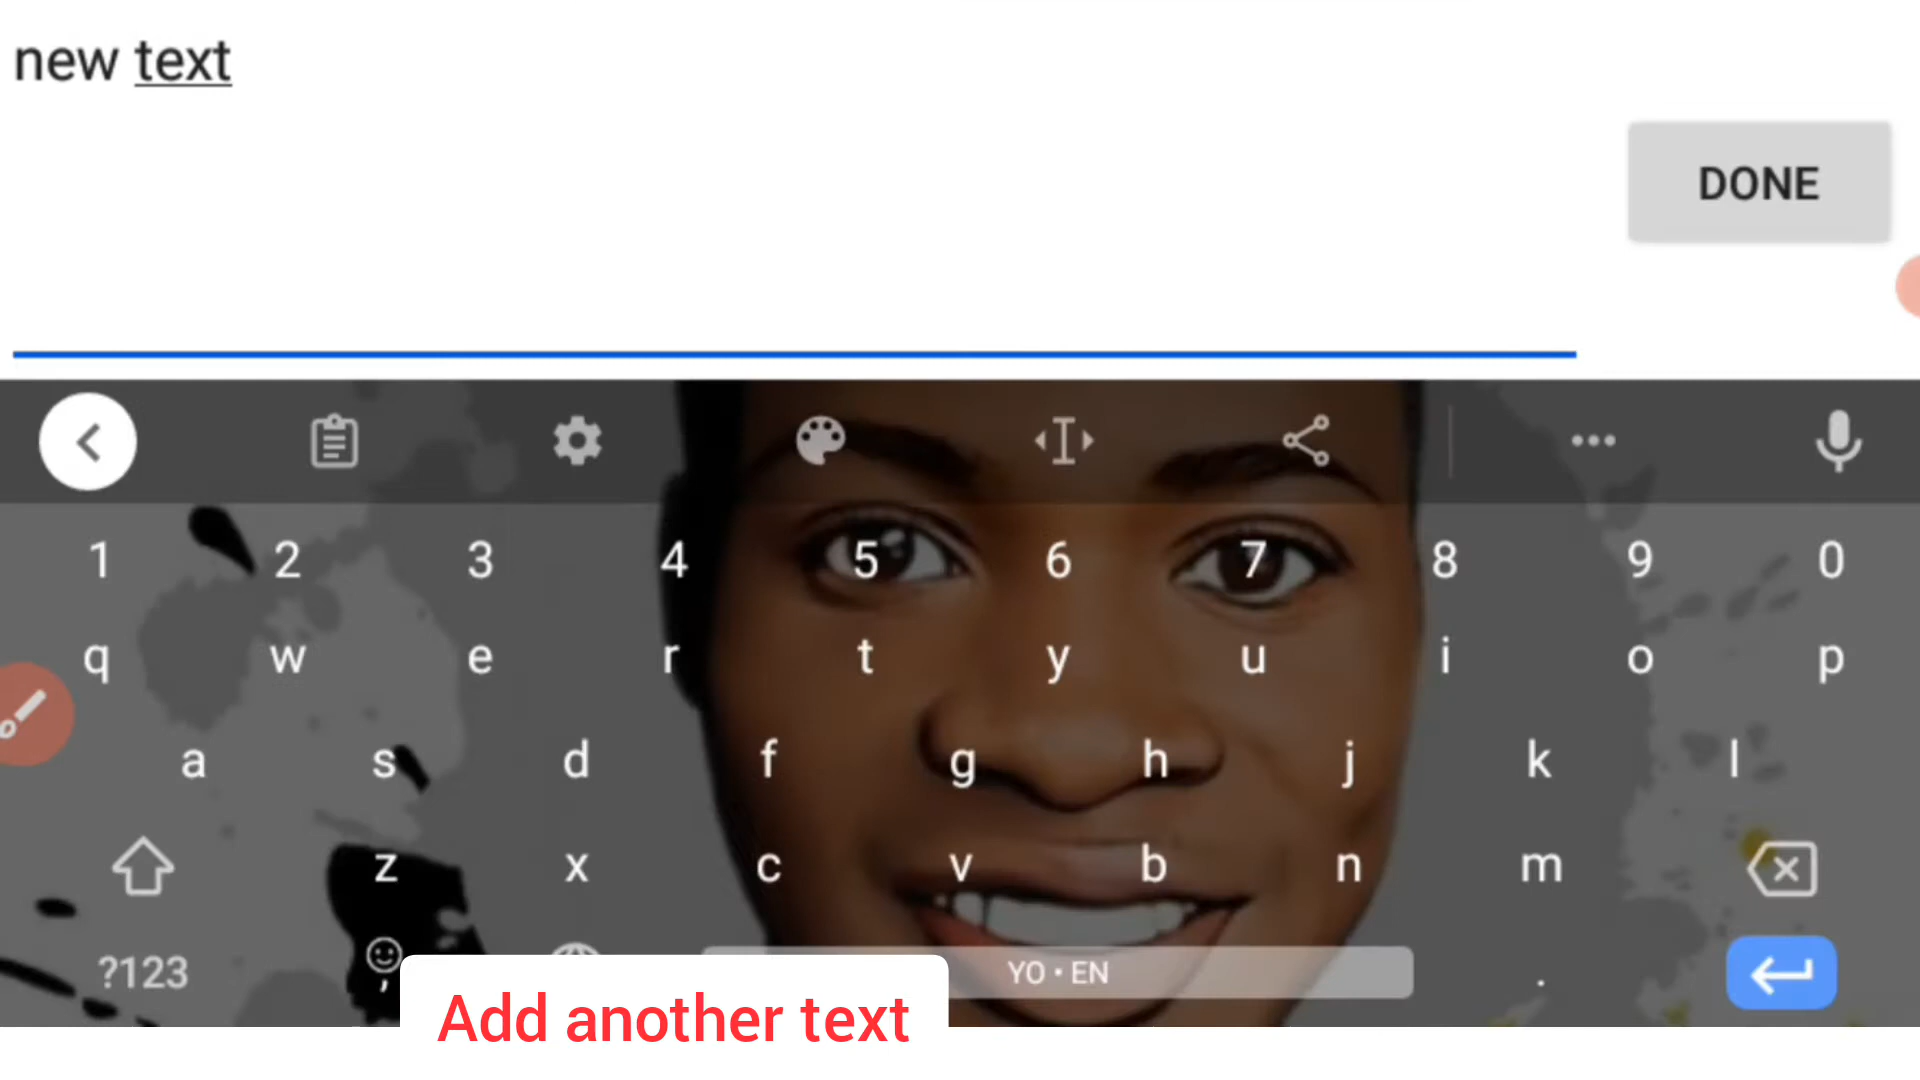 new text
DONE
1 2 3 4 5 6 7 8 9 0
q w e r t y u i o p
a s d f g h j k l
z x c v b n m
?123 , YO • EN .
Add another text